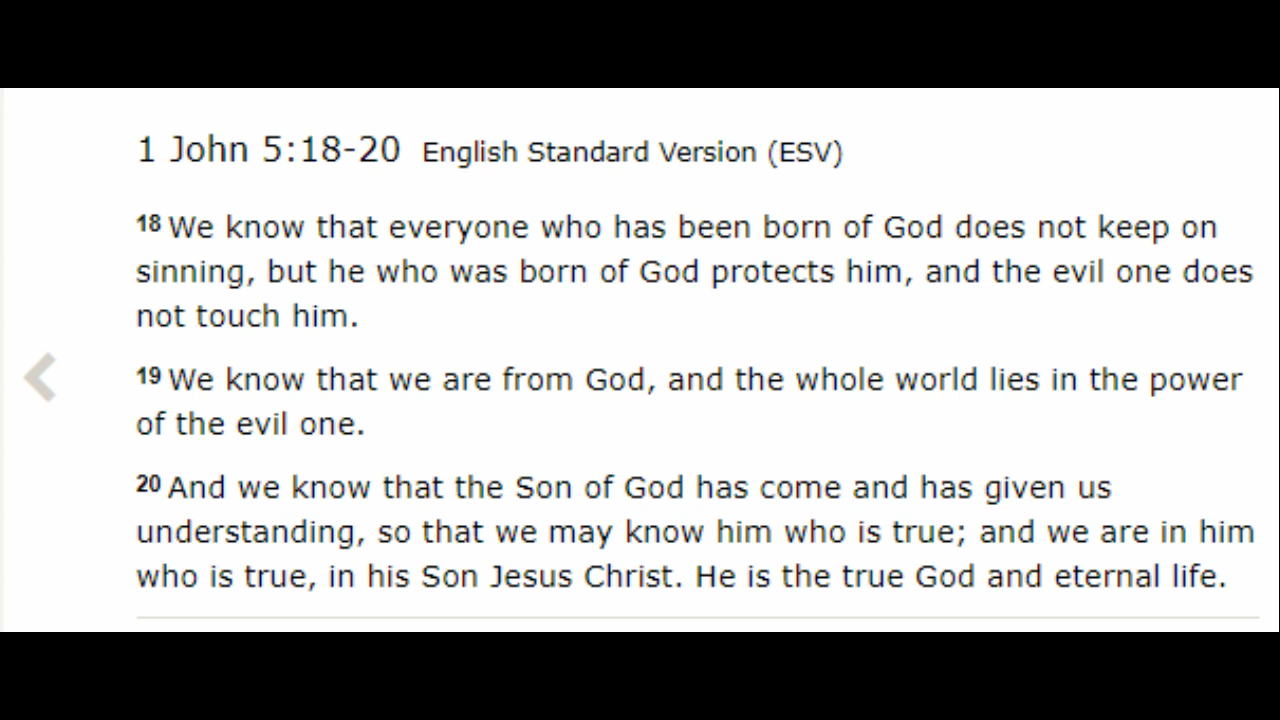 1 John 5:18-20 English Standard Version (ESV)
18 We know that everyone who has been born of God does not keep on
sinning, but he who was born of God protects him, and the evil one does
not touch him.
19 We know that we are from God, and the whole world lies in the power
of the evil one.
20 And we know that the Son of God has come and has given us
understanding, so that we may know him who is true; and we are in him
who is true, in his Son Jesus Christ. He is the true God and eternal life.